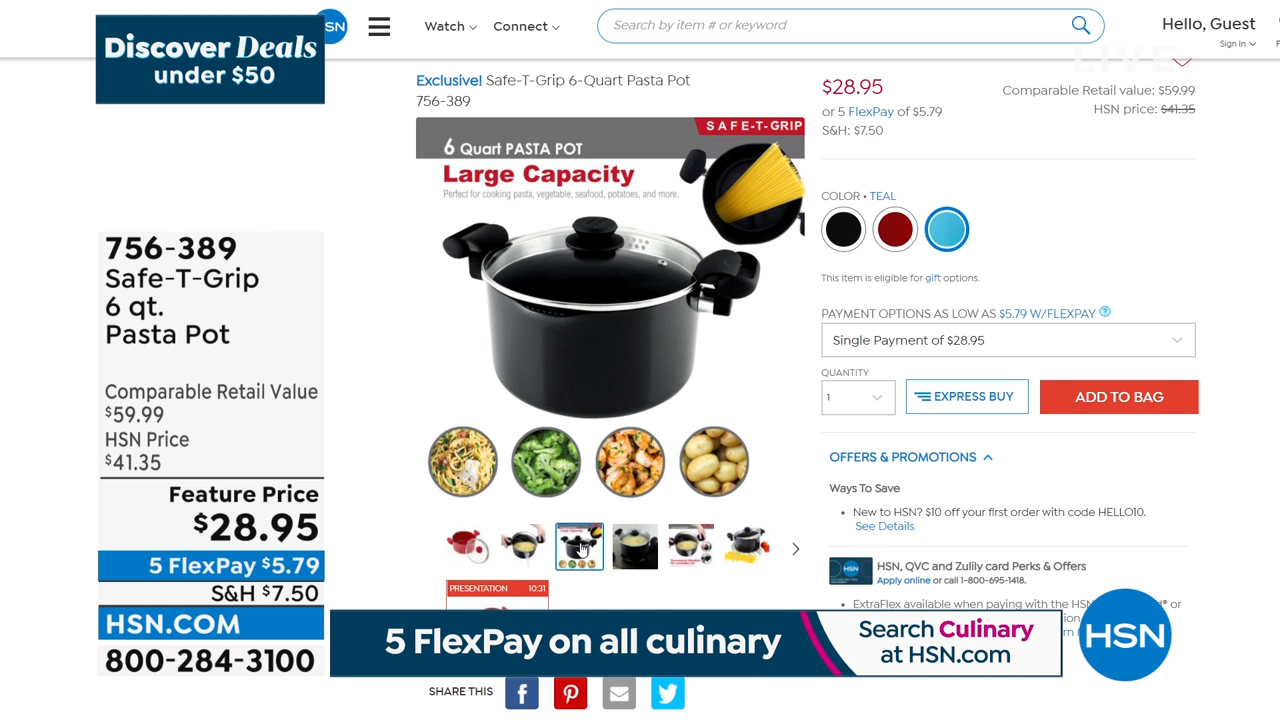 Discover Deals
under $50
HSN
Watch
Connect
Search by item # or keyword
Hello, Guest
Sign In
LIVE
Exclusive! Safe-T-Grip 6-Quart Pasta Pot
756-389
SAFE-T-GRIP
6 Quart PASTA POT
Large Capacity
Perfect for cooking pasta, vegetable, seafood, potatoes, and more.
$28.95
or 5 FlexPay of $5.79
S&H: $7.50
Comparable Retail value: $59.99
HSN price: $41.35
COLOR • TEAL
This item is eligible for gift options.
PAYMENT OPTIONS AS LOW AS $5.79 W/FLEXPAY ?
Single Payment of $28.95
QUANTITY
1
EXPRESS BUY
ADD TO BAG
OFFERS & PROMOTIONS
Ways To Save
• New to HSN? $10 off your first order with code HELLO10.
See Details
HSN
HSN, QVC and Zulily card Perks & Offers
Apply online or call 1-800-695-1418.
• ExtraFlex available when paying with the HSN
® or
756-389
Safe-T-Grip
6 qt.
Pasta Pot
Comparable Retail Value
$59.99
HSN Price
$41.35
Feature Price
$28.95
5 FlexPay $5.79
S&H $7.50
HSN.COM
800-284-3100
PRESENTATION 10:31
5 FlexPay on all culinary
Search Culinary
at HSN.com
HSN
SHARE THIS